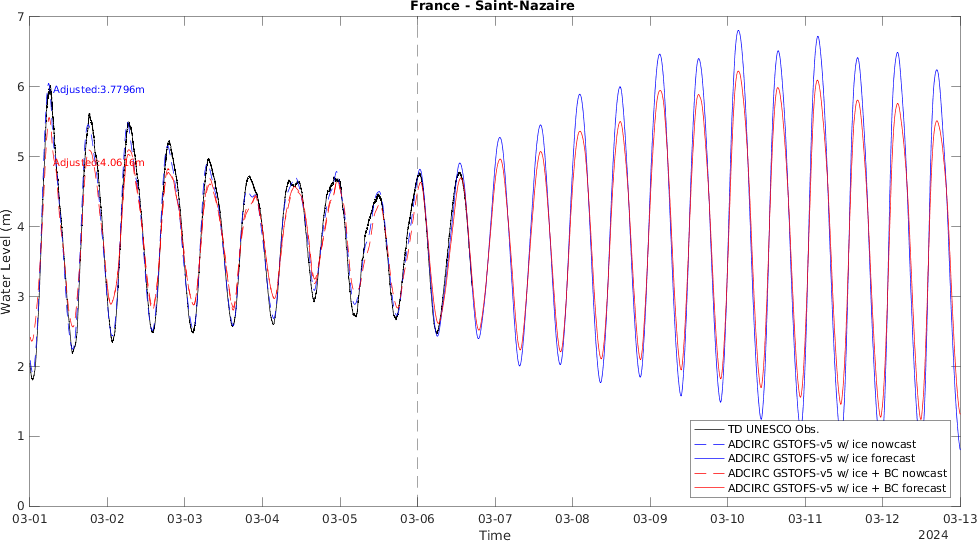 France - Saint-Nazaire
7
6
5
4
3
2
1
0
Water Level (m)
Adjusted:3.7796m
Adjusted:4.0616m
TD UNESCO Obs.
ADCIRC GSTOFS-v5 w/ ice nowcast
ADCIRC GSTOFS-v5 w/ ice forecast
ADCIRC GSTOFS-v5 w/ ice + BC nowcast
ADCIRC GSTOFS-v5 w/ ice + BC forecast
03-01 03-02 03-03 03-04 03-05 03-06 03-07 03-08 03-09 03-10 03-11 03-12 03-13
Time
2024